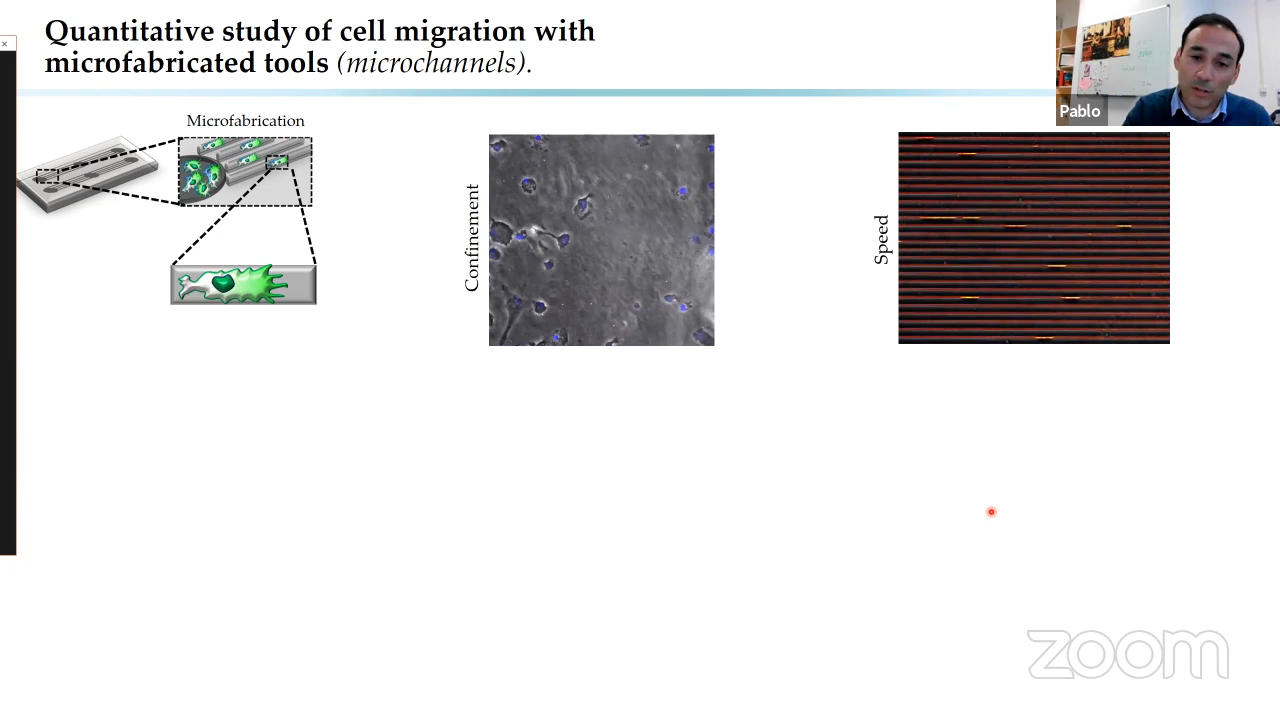 Quantitative study of cell migration with
microfabricated tools (microchannels).
Pablo
Microfabrication
Confinement
Speed
zoom